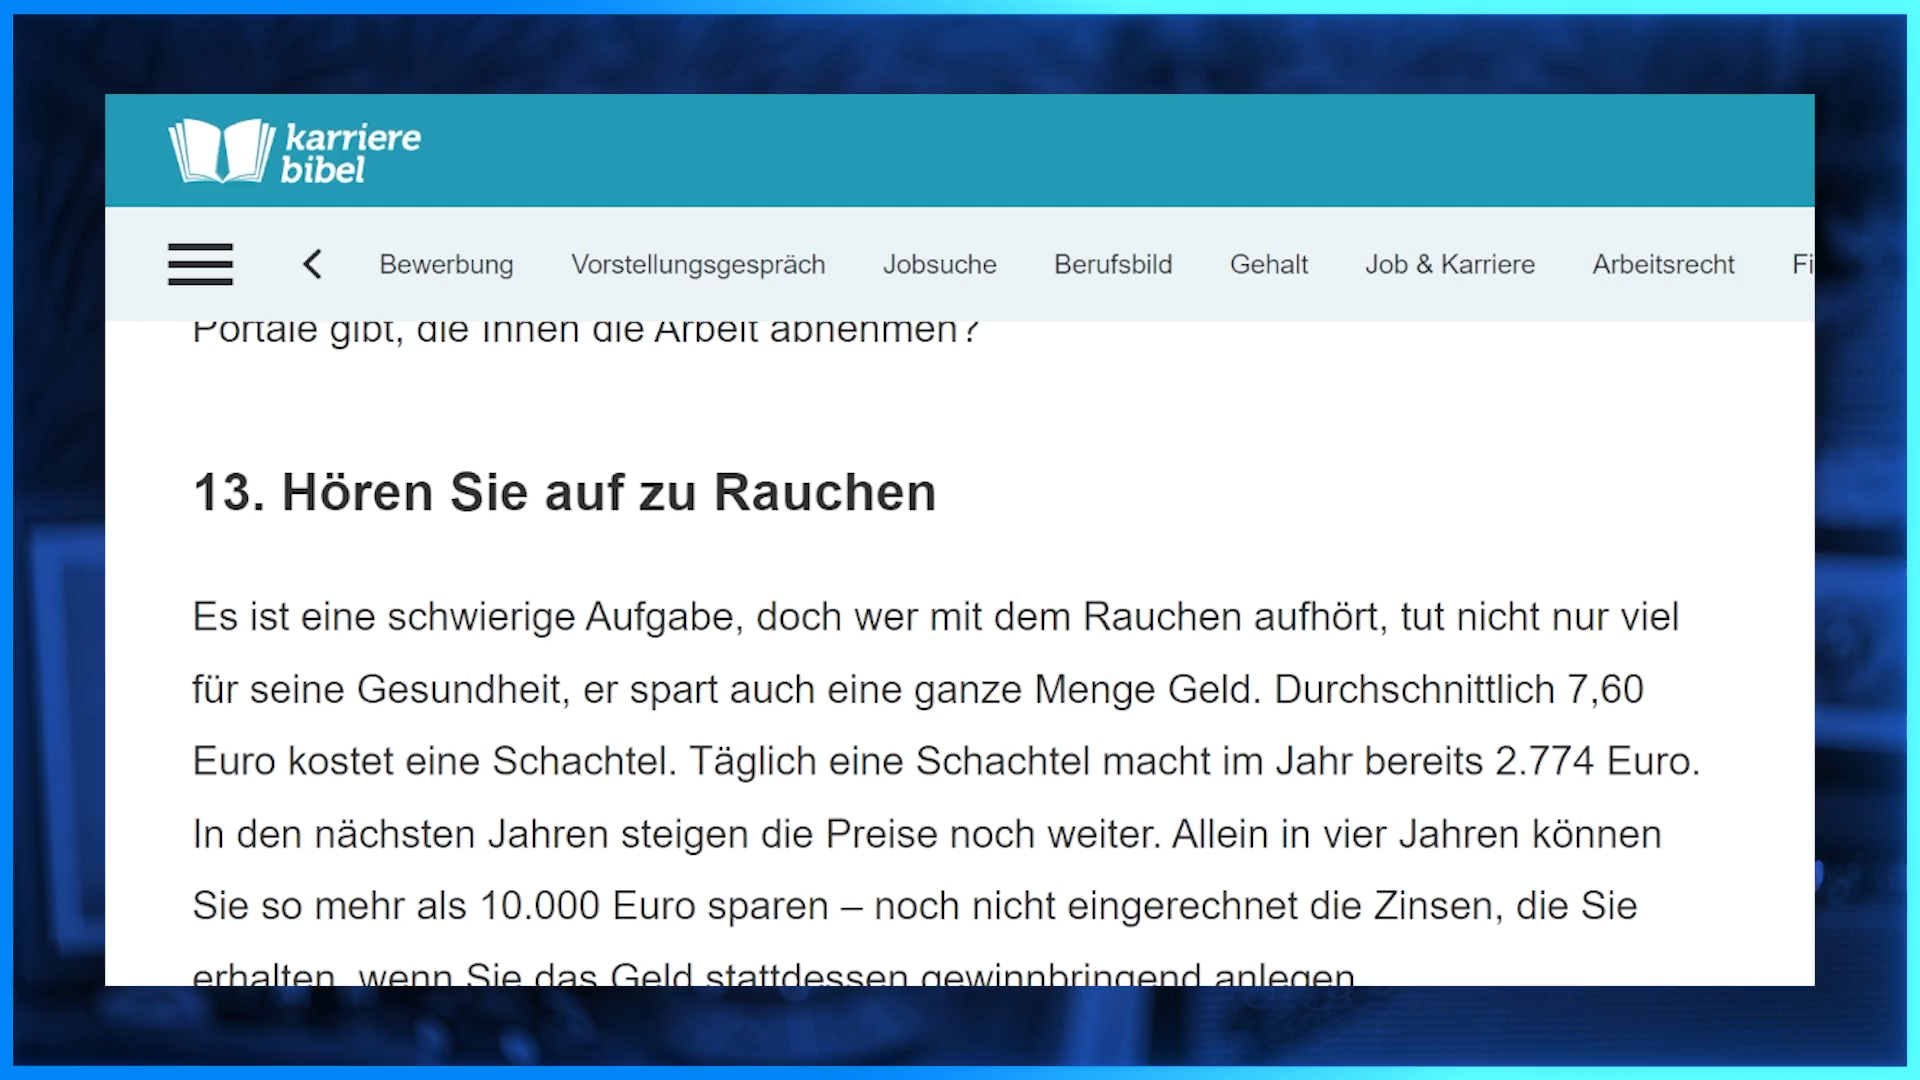 karriere
bibel
Bewerbung Vorstellungsgespräch Jobsuche Berufsbild Gehalt Job & Karriere Arbeitsrecht Fi
Portale gibt, die Ihnen die Arbeit abnehmen?
13. Hören Sie auf zu Rauchen
Es ist eine schwierige Aufgabe, doch wer mit dem Rauchen aufhört, tut nicht nur viel
für seine Gesundheit, er spart auch eine ganze Menge Geld. Durchschnittlich 7,60
Euro kostet eine Schachtel. Täglich eine Schachtel macht im Jahr bereits 2.774 Euro.
In den nächsten Jahren steigen die Preise noch weiter. Allein in vier Jahren können
Sie so mehr als 10.000 Euro sparen – noch nicht eingerechnet die Zinsen, die Sie
erhalten, wenn Sie das Geld stattdessen gewinnbringend anlegen.